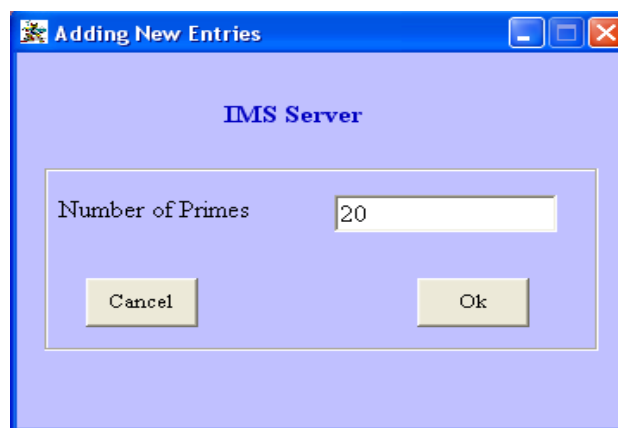 Adding New Entries
IMS Server
Number of Primes 20
Cancel Ok